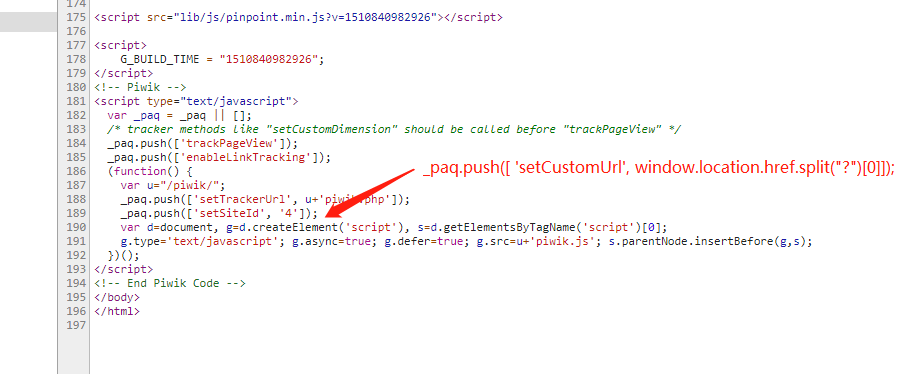 174
175 <script src="lib/js/pinpoint.min.js?v=1510840982926"></script>
176
177 <script>
178     G_BUILD_TIME = "1510840982926";
179 </script>
180 <!-- Piwik -->
181 <script type="text/javascript">
182   var _paq = _paq || [];
183   /* tracker methods like "setCustomDimension" should be called before "trackPageView" */
184   _paq.push(['trackPageView']);
185   _paq.push(['enableLinkTracking']);
_paq.push([ 'setCustomUrl', window.location.href.split("?")[0]]);
186   (function() {
187     var u="/piwik/";
188     _paq.push(['setTrackerUrl', u+'piwik.php']);
189     _paq.push(['setSiteId', '4']);
190     var d=document, g=d.createElement('script'), s=d.getElementsByTagName('script')[0];
191     g.type='text/javascript'; g.async=true; g.defer=true; g.src=u+'piwik.js'; s.parentNode.insertBefore(g,s);
192   })();
193 </script>
194 <!-- End Piwik Code -->
195 </body>
196 </html>
197